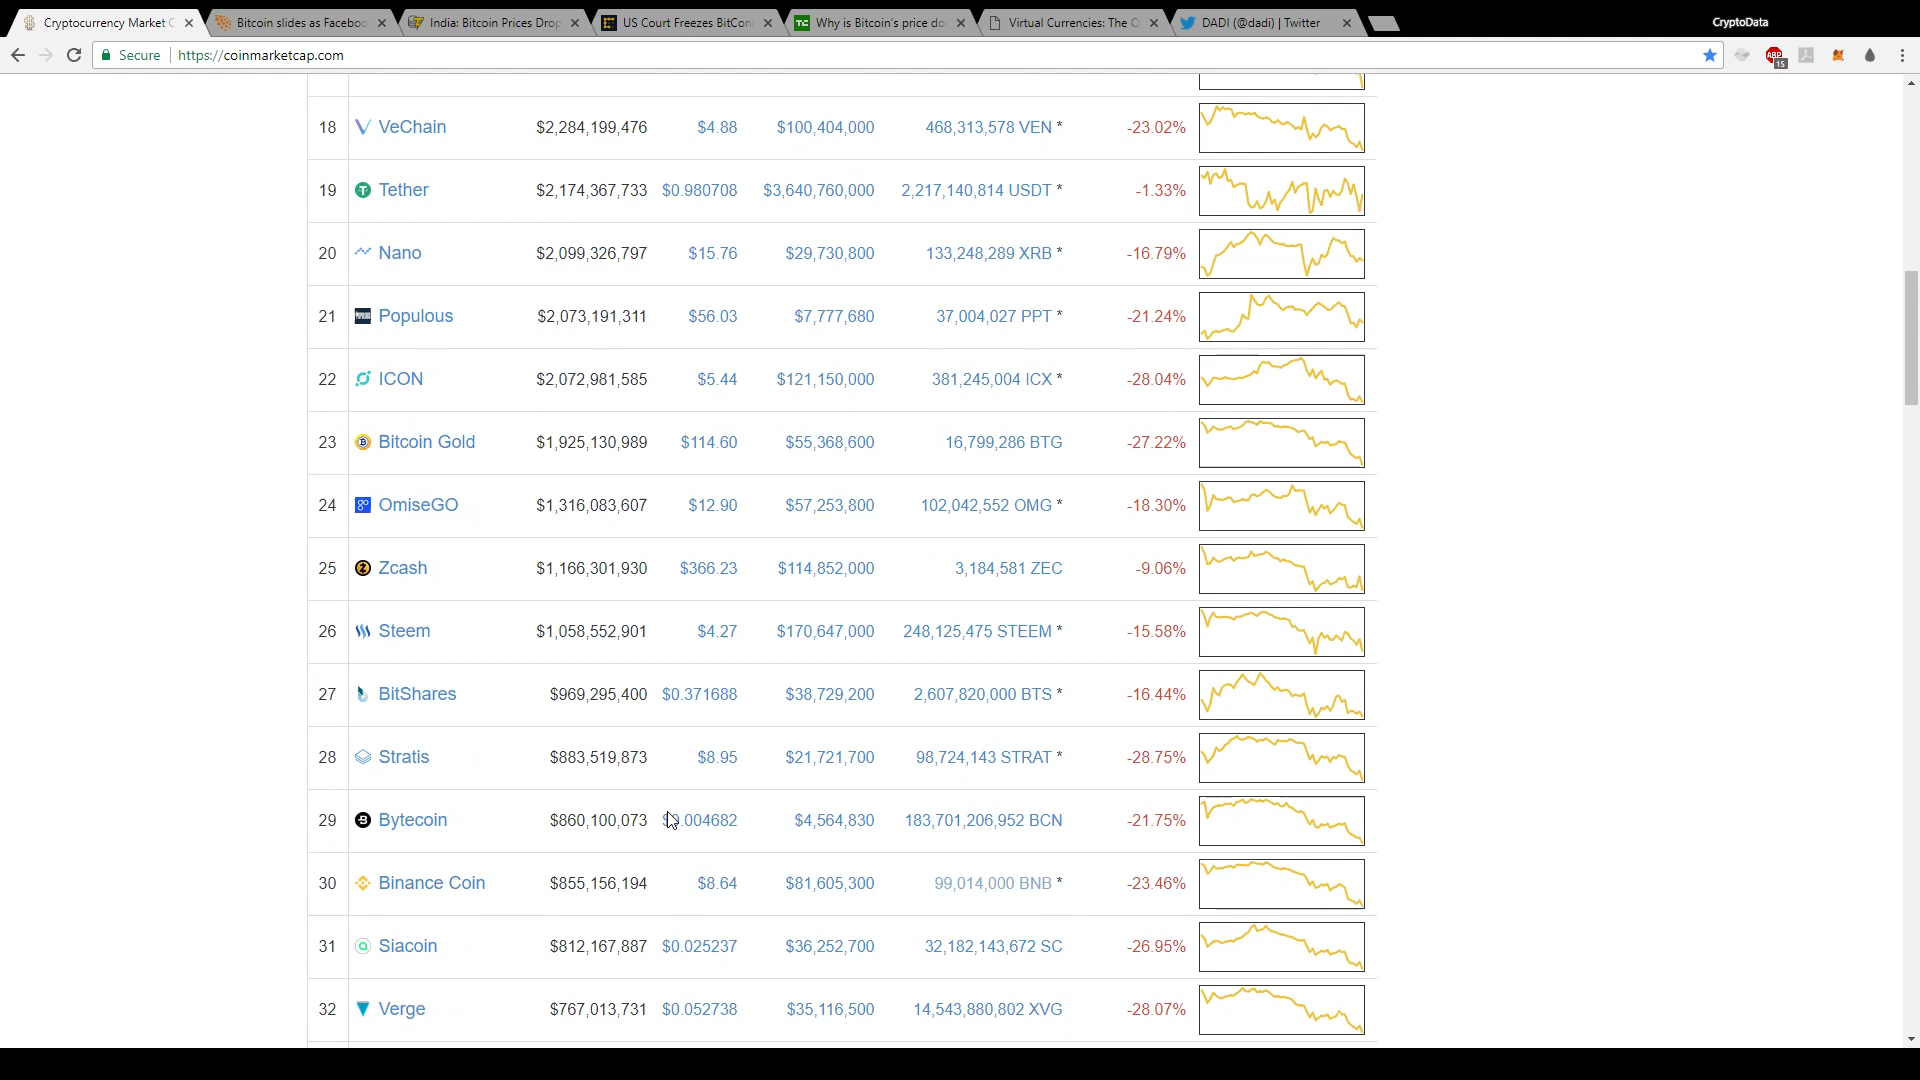 Cryptocurrency Market C
Bitcoin slides as Faceboo
India: Bitcoin Prices Drop
US Court Freezes BitConn
Why is Bitcoin's price do
Virtual Currencies: The O
DADI (@dadi) | Twitter
CryptoData
Secure https://coinmarketcap.com
ABP
15
18 VeChain $2,284,199,476 $4.88 $100,404,000 468,313,578 VEN * -23.02%
19 Tether $2,174,367,733 $0.980708 $3,640,760,000 2,217,140,814 USDT * -1.33%
20 Nano $2,099,326,797 $15.76 $29,730,800 133,248,289 XRB * -16.79%
21 Populous $2,073,191,311 $56.03 $7,777,680 37,004,027 PPT * -21.24%
22 ICON $2,072,981,585 $5.44 $121,150,000 381,245,004 ICX * -28.04%
23 Bitcoin Gold $1,925,130,989 $114.60 $55,368,600 16,799,286 BTG -27.22%
24 OmiseGO $1,316,083,607 $12.90 $57,253,800 102,042,552 OMG * -18.30%
25 Zcash $1,166,301,930 $366.23 $114,852,000 3,184,581 ZEC -9.06%
26 Steem $1,058,552,901 $4.27 $170,647,000 248,125,475 STEEM * -15.58%
27 BitShares $969,295,400 $0.371688 $38,729,200 2,607,820,000 BTS * -16.44%
28 Stratis $883,519,873 $8.95 $21,721,700 98,724,143 STRAT * -28.75%
29 Bytecoin $860,100,073 $0.004682 $4,564,830 183,701,206,952 BCN -21.75%
30 Binance Coin $855,156,194 $8.64 $81,605,300 99,014,000 BNB * -23.46%
31 Siacoin $812,167,887 $0.025237 $36,252,700 32,182,143,672 SC -26.95%
32 Verge $767,013,731 $0.052738 $35,116,500 14,543,880,802 XVG -28.07%